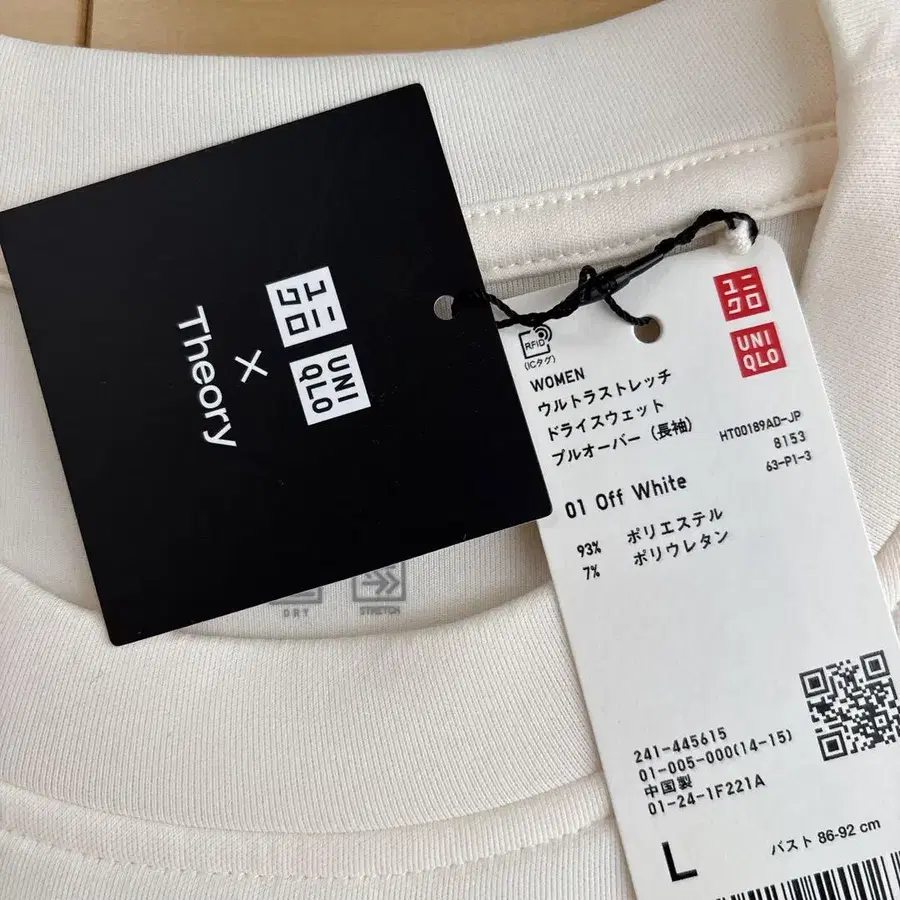 ユニ
クロ
UNI
QLO
×
Theory
DRY
STRETCH
RFID
(ICタグ)
ユニ
クロ
UNI
QLO
WOMEN
ウルトラストレッチ
ドライスウェット
プルオーバー (長袖)
HT00189AD-JP
8153
63-P1-3
01 Off White
93% ポリエステル
7% ポリウレタン
241-445615
01-005-000(14-15)
中国製
01-24-1F221A
L
バスト 86-92 cm